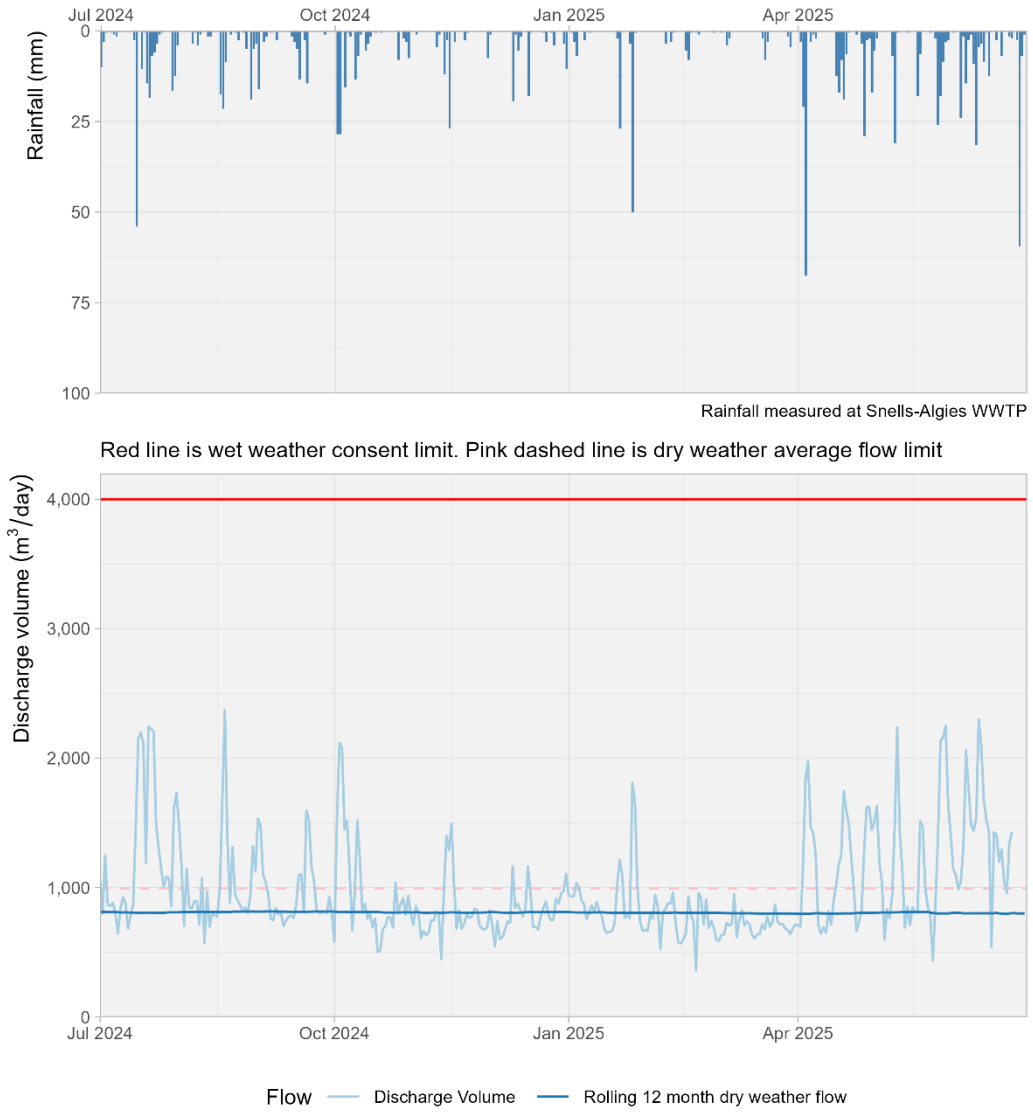 Jul 2024 Oct 2024 Jan 2025 Apr 2025
0
25
50
75
100
Rainfall (mm)
Rainfall measured at Snells-Algies WWTP
Red line is wet weather consent limit. Pink dashed line is dry weather average flow limit
4,000
3,000
2,000
1,000
0
Discharge volume (m³/day)
Jul 2024 Oct 2024 Jan 2025 Apr 2025
Flow Discharge Volume Rolling 12 month dry weather flow